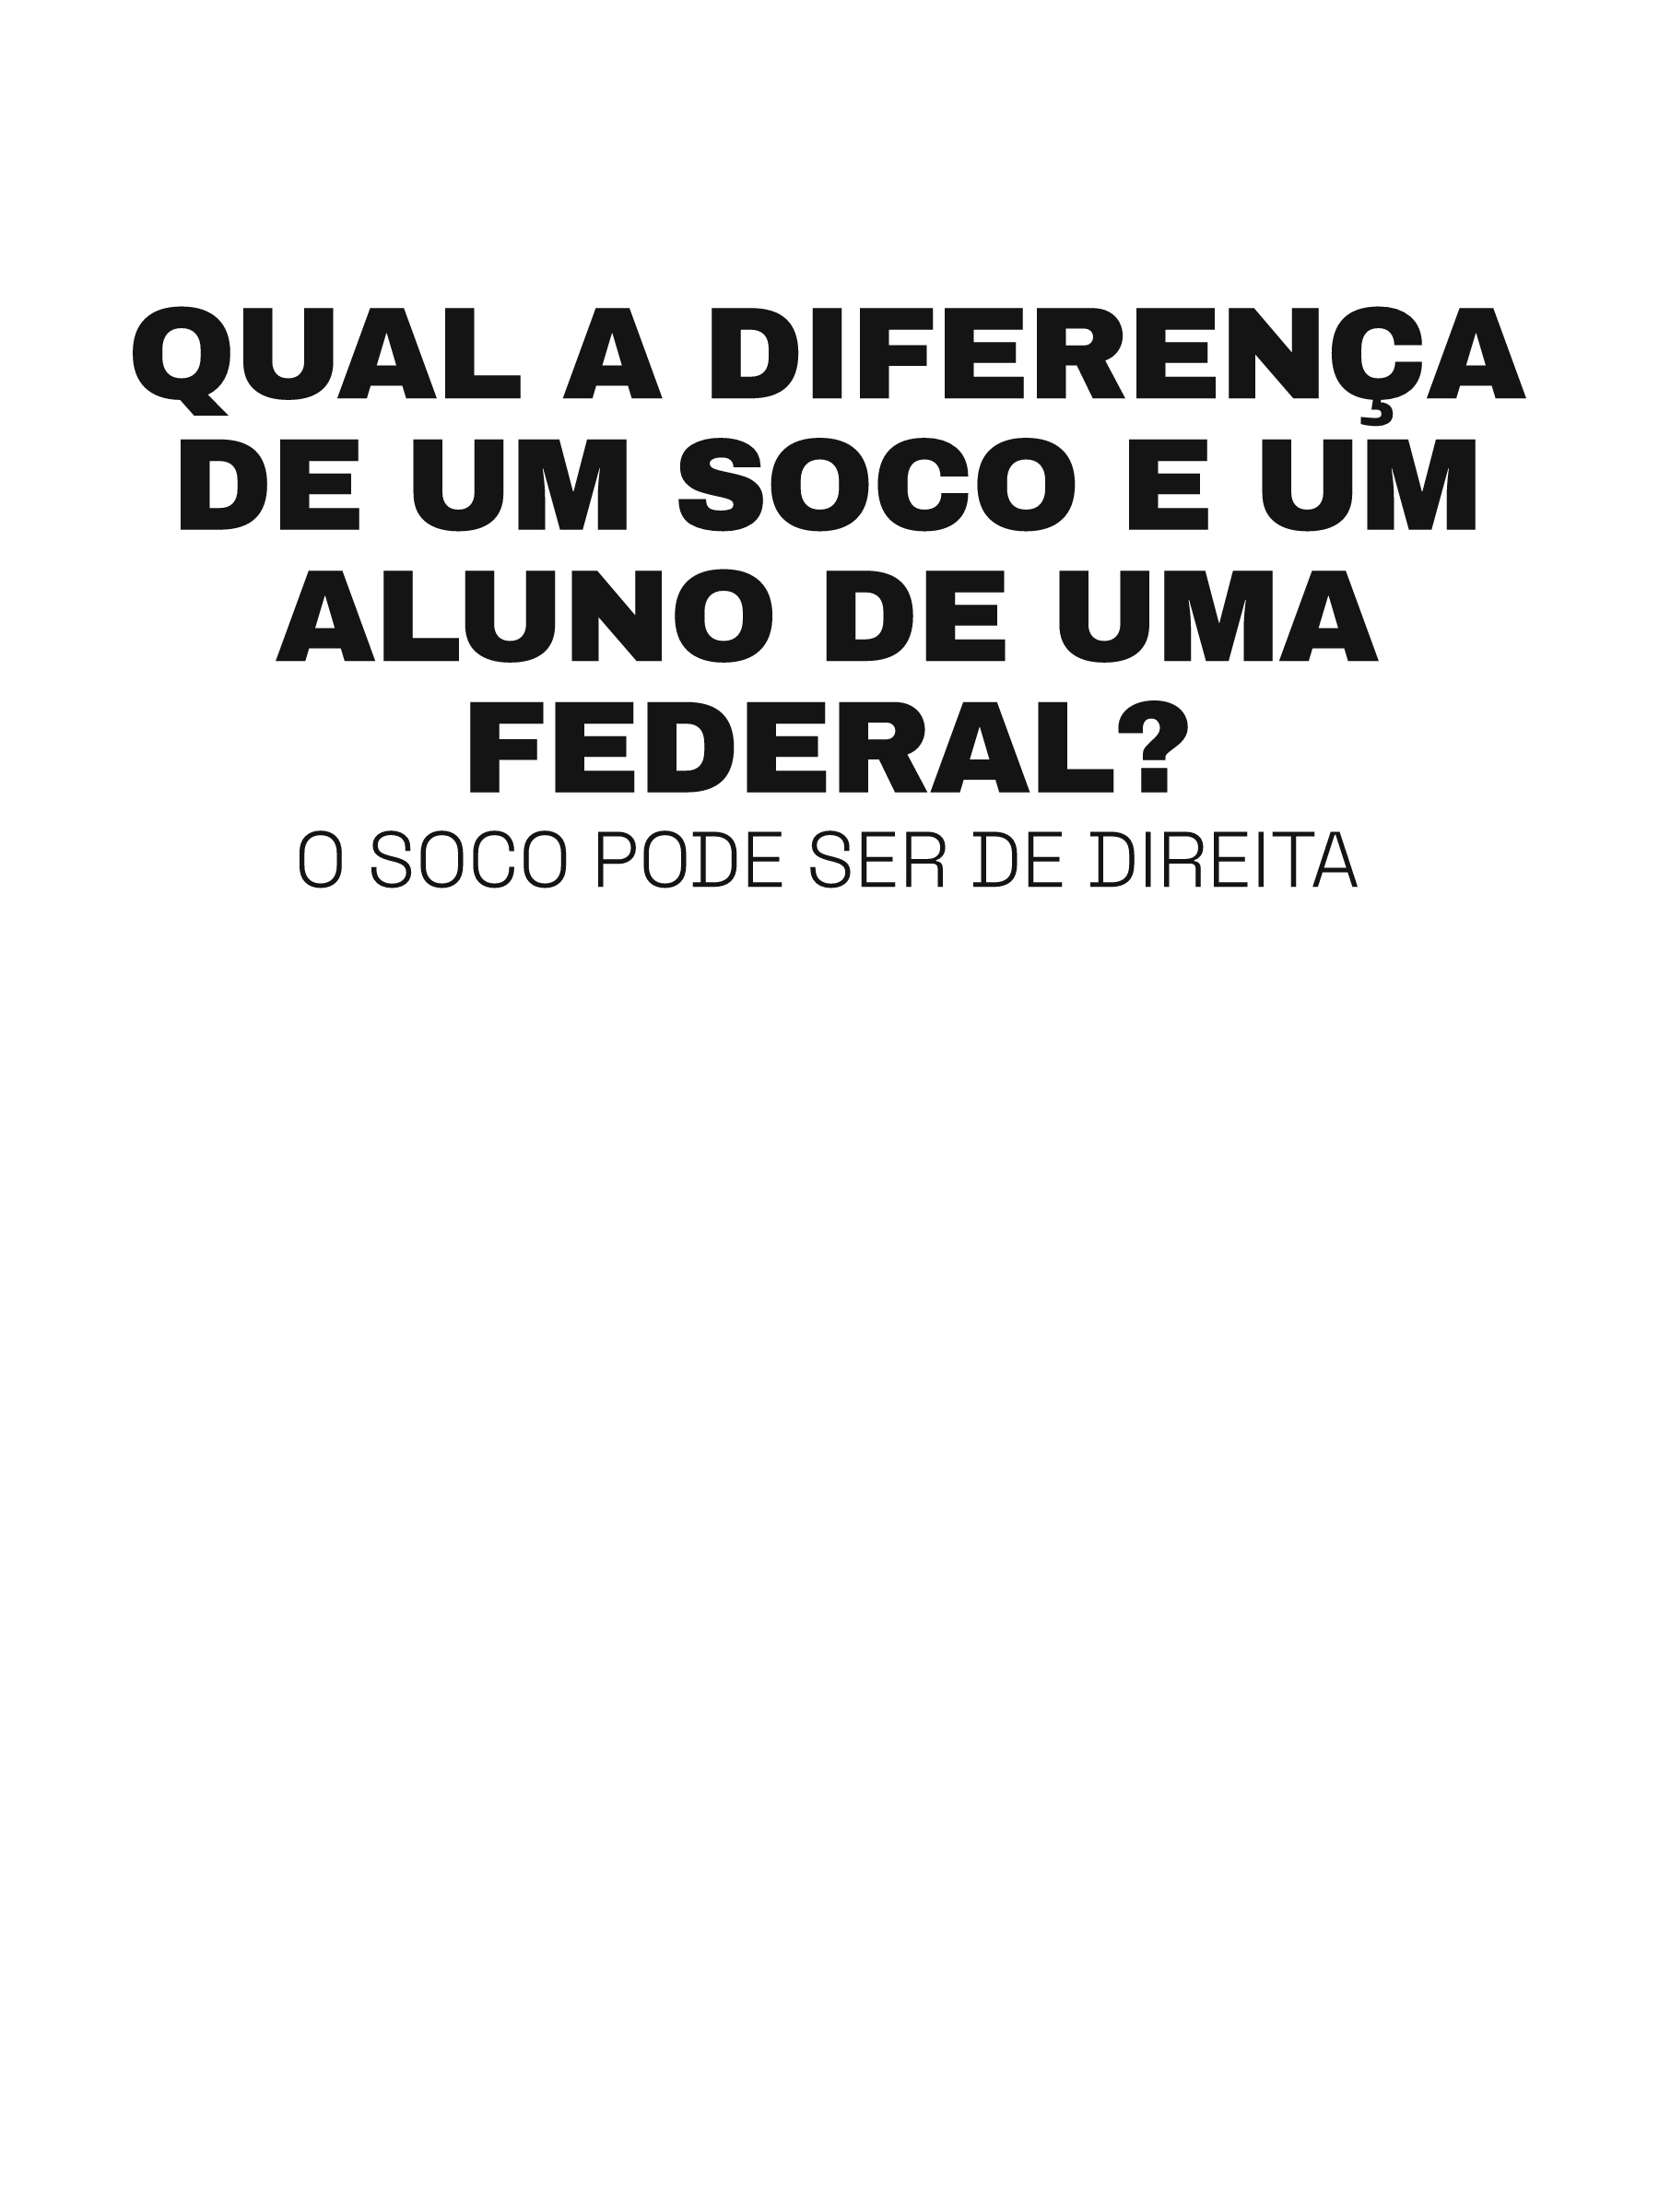 QUAL A DIFERENÇA
DE UM SOCO E UM
ALUNO DE UMA
FEDERAL?
O SOCO PODE SER DE DIREITA